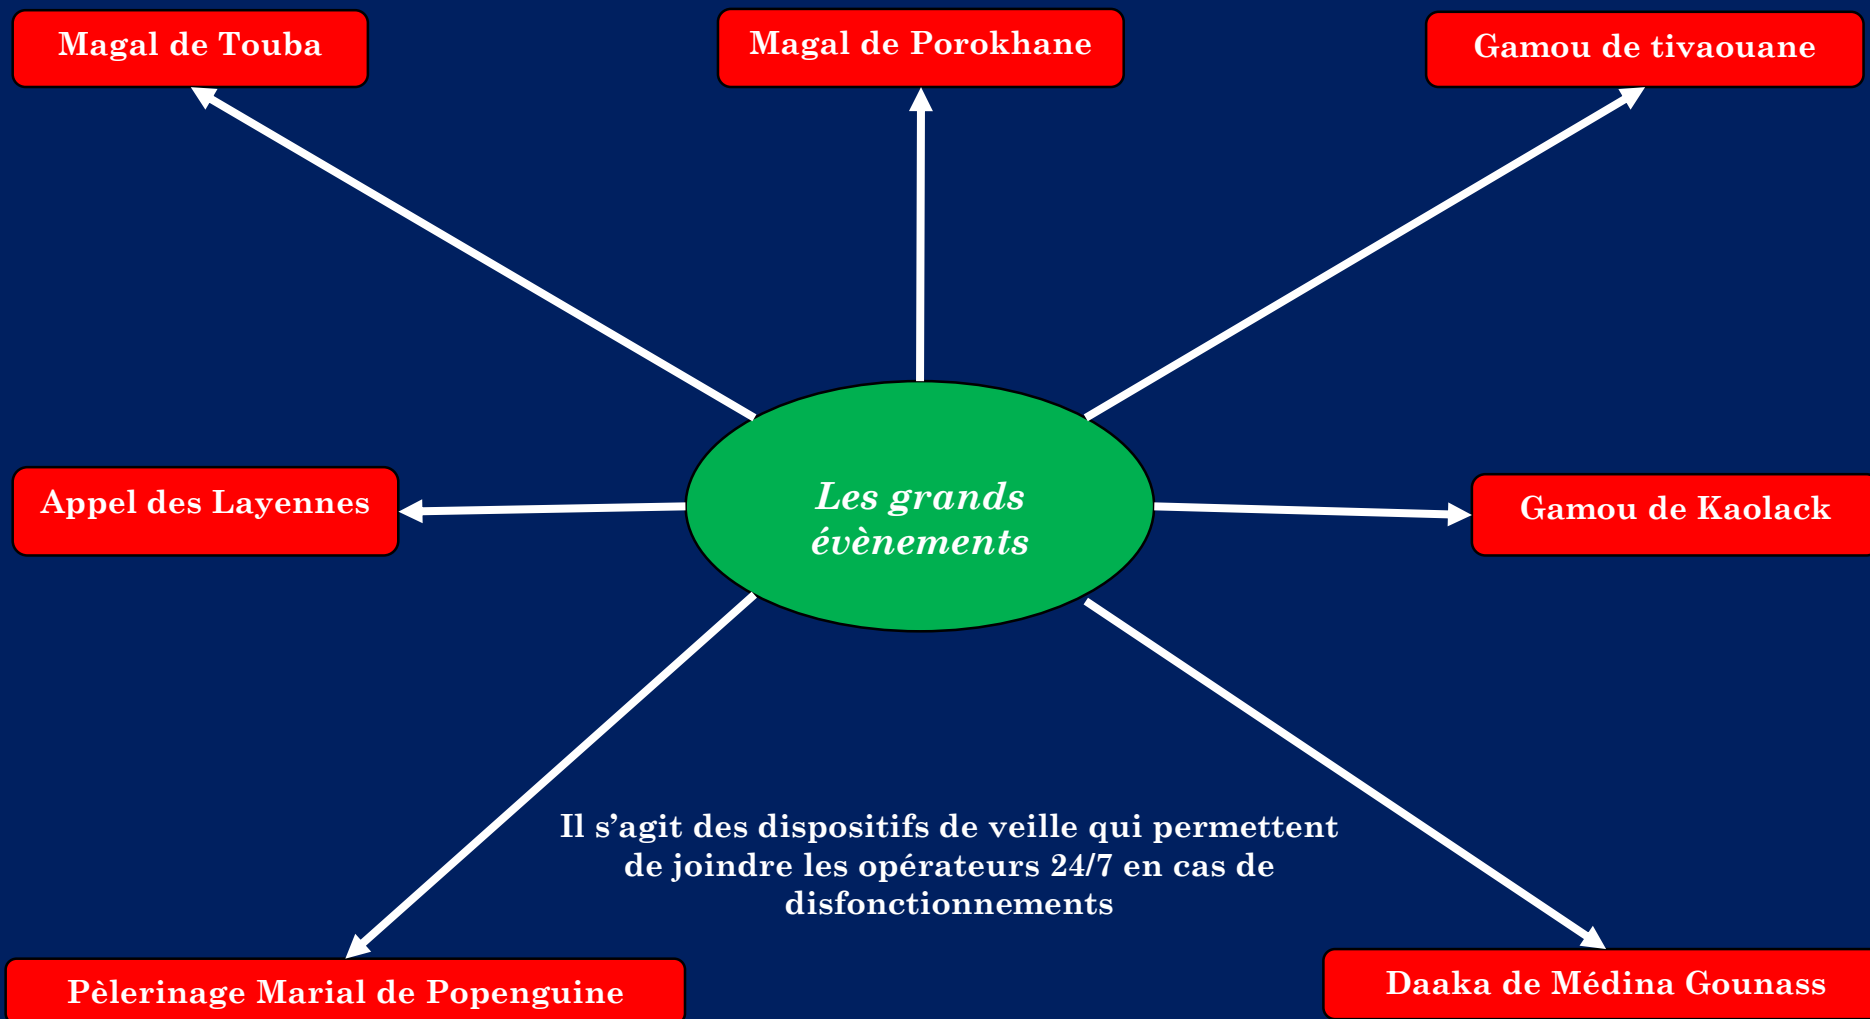 Magal de Touba
Magal de Porokhane
Gamou de tivaouane
Appel des Layennes
Les grands
évènements
Gamou de Kaolack
Il s’agit des dispositifs de veille qui permettent
de joindre les opérateurs 24/7 en cas de
disfonctionnements
Pèlerinage Marial de Popenguine
Daaka de Médina Gounass